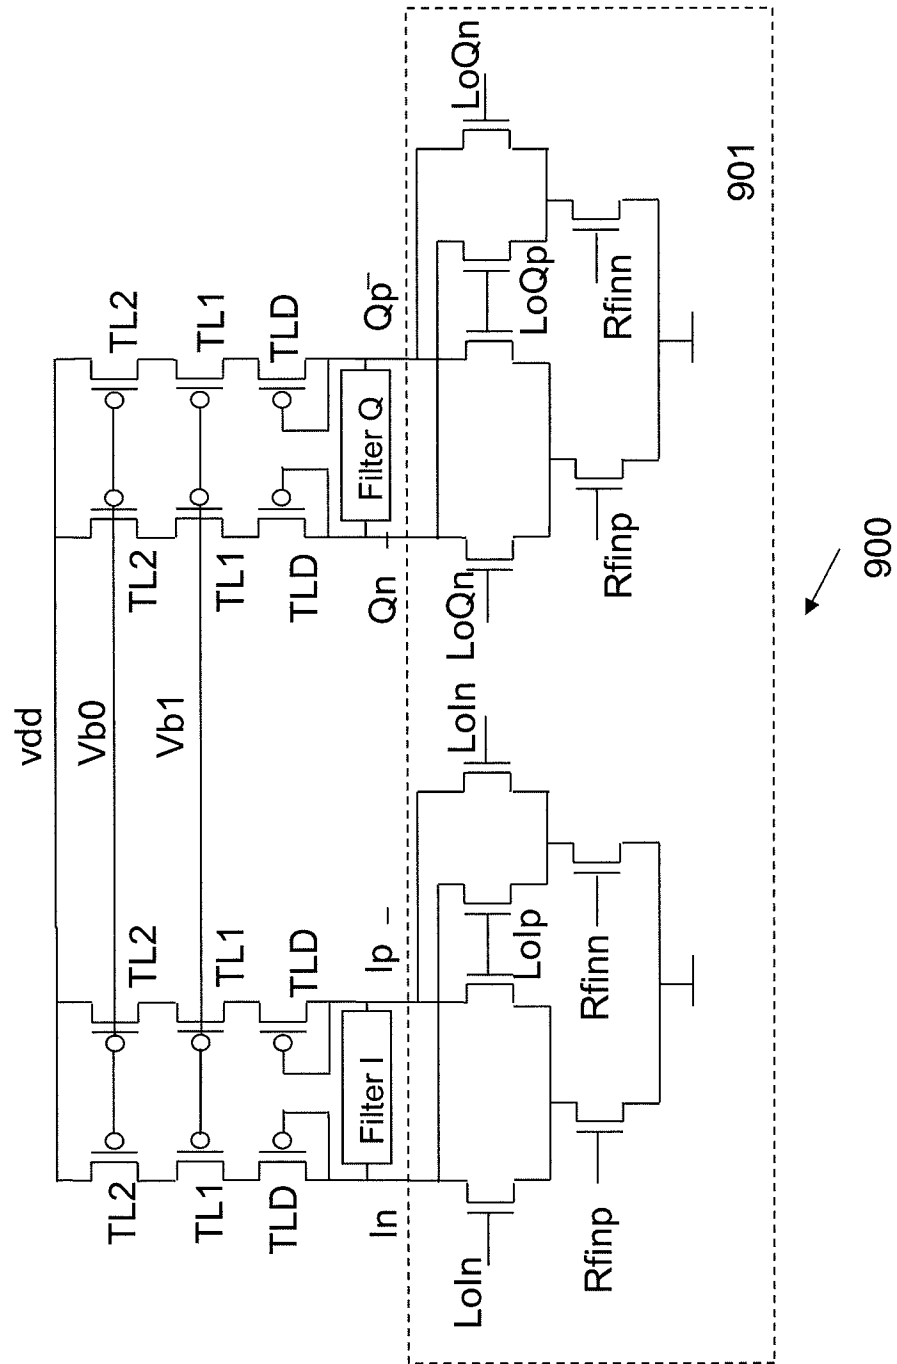 vdd
Vb0
TL2
TL2
TL2
TL2
Vb1
TL1
TL1
TL1
TL1
TLD
TLD
TLD
TLD
Filter I
Filter Q
In
Ip
Qn
Qp
LoIn
LoIp
LoIn
LoQn
LoQp
LoQn
Rfinp
Rfinn
Rfinp
Rfinn
901
900